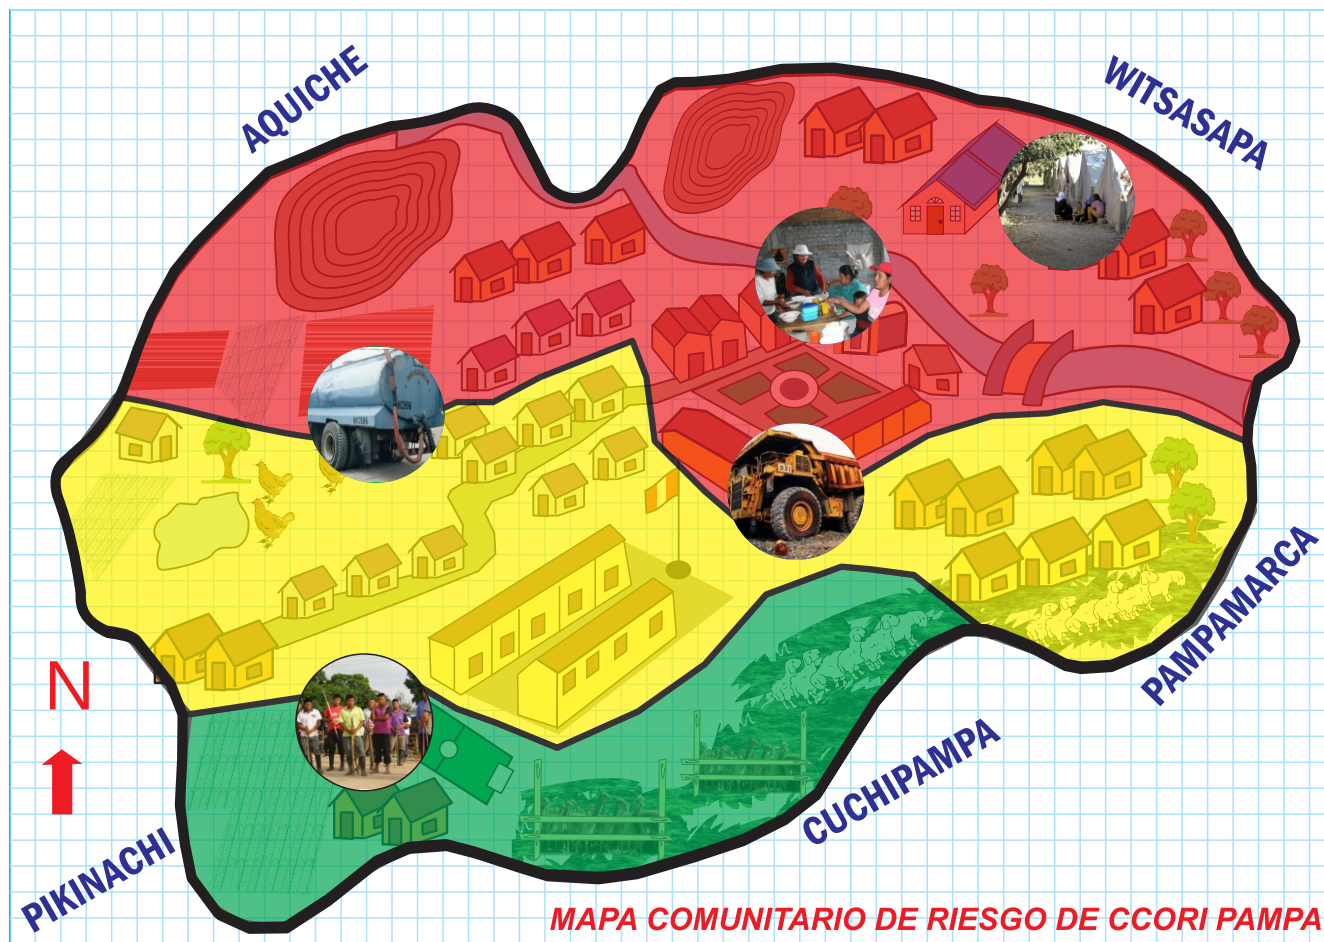 AQUICHE
WITSASAPA
N
PAMPAMARCA
CUCHIPAMPA
PIKINACHI
MAPA COMUNITARIO DE RIESGO DE CCORI PAMPA